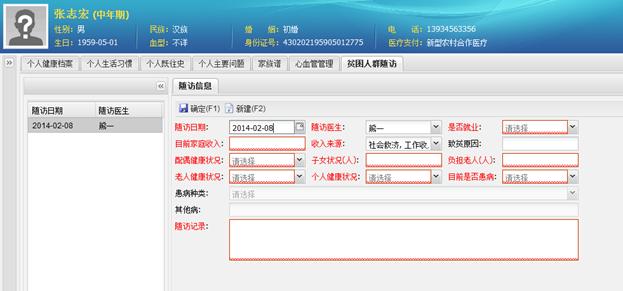 张志宏 (中年期)
性别: 男 民族: 汉族 婚 姻: 初婚 电 话: 13934563356
生日: 1959-05-01 血型: 不详 身份证号: 430202195905012775 医疗支付: 新型农村合作医疗
个人健康档案 个人生活习惯 个人既往史 个人主要问题 家族谱 心血管管理 贫困人群随访
随访信息
随访日期 随访医生
2014-02-08
确定(F1) 新建(F2)
随访日期: 2014-02-08 随访医生: 是否就业: 请选择
目前家庭收入: 收入来源: 社会救济, 工作收 致贫原因:
配偶健康状况: 请选择 子女状况(人): 负担老人(人):
老人健康状况: 请选择 个人健康状况: 请选择 目前是否患病: 请选择
患病种类: 请选择
其他病:
随访记录: